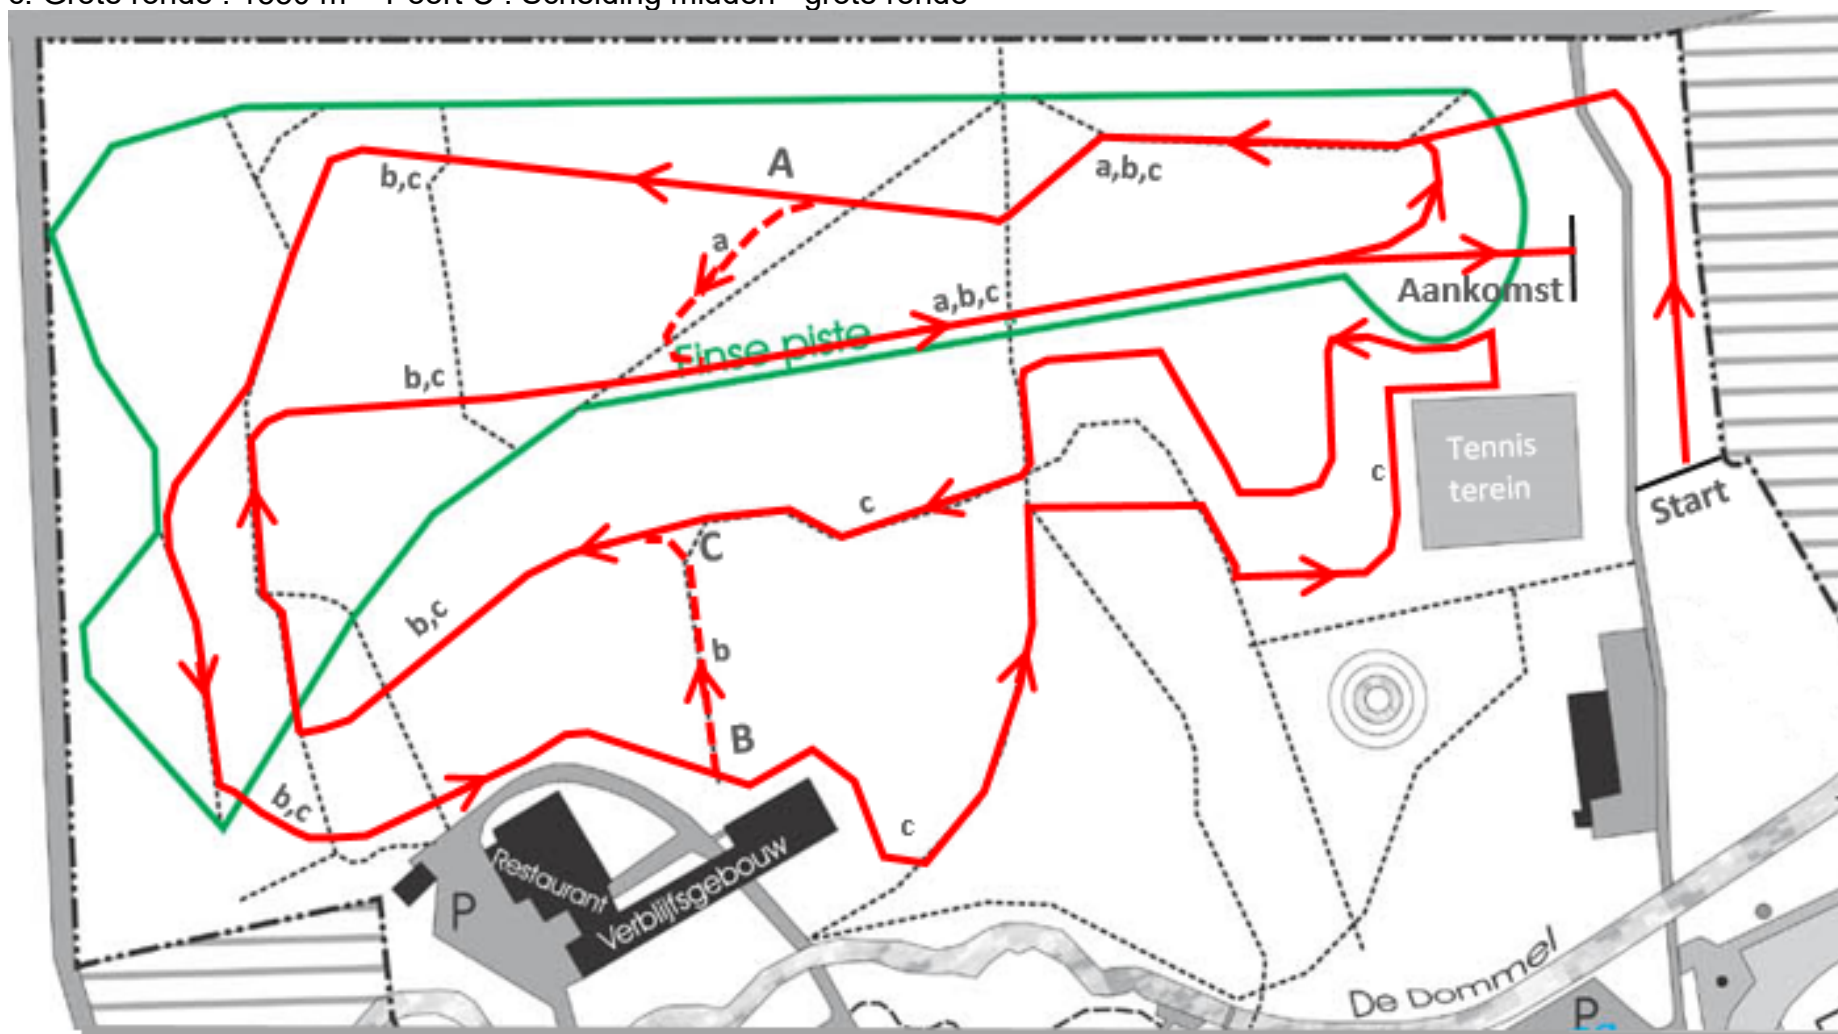 A
b,c
a,b,c
a
a,b,c
Aankomst
Finse piste
b,c
Tennis
terein
c
Start
c
C
b,c
b
B
b,c
c
Restaurant
Verblijfsgebouw
P
De Dommel
P